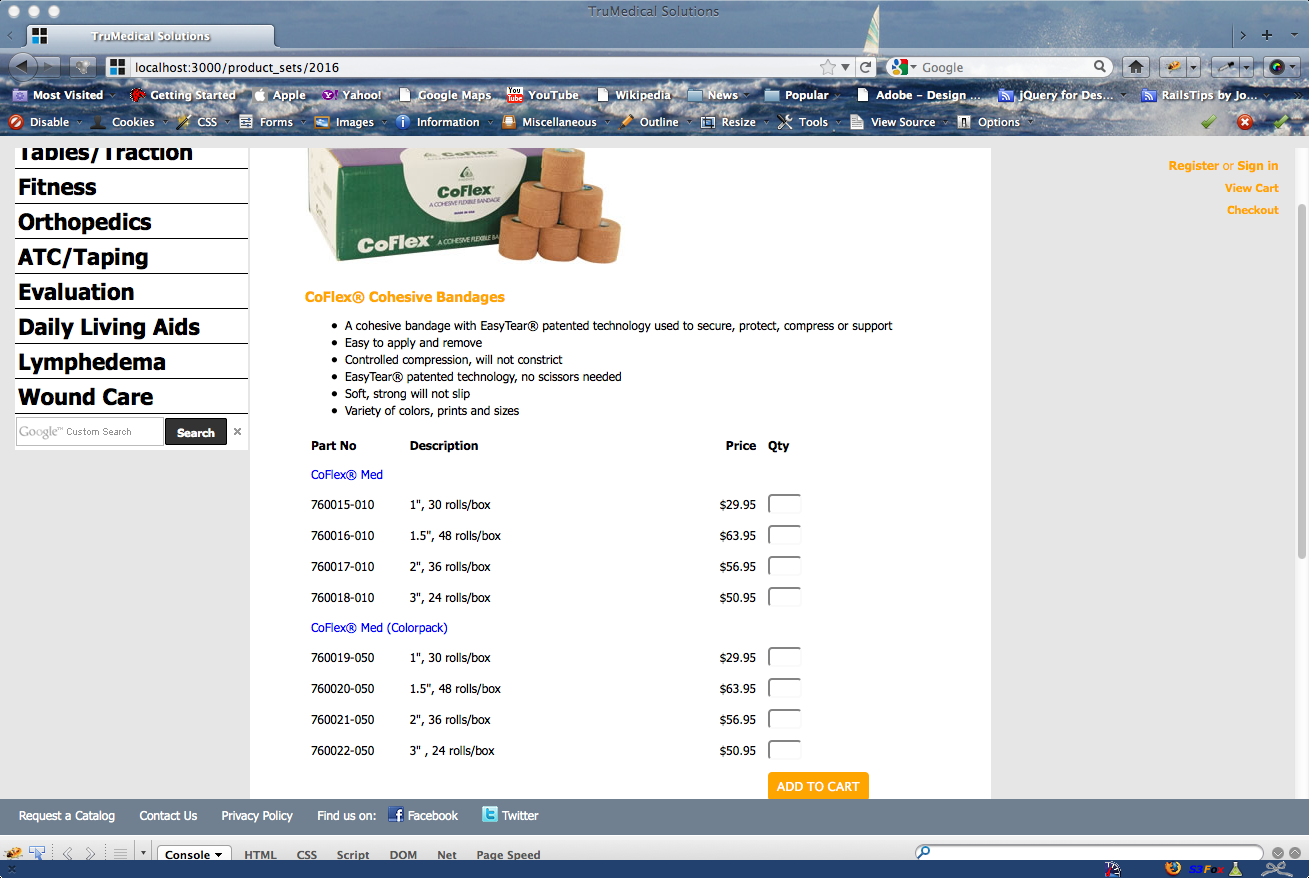 TruMedical Solutions
TruMedical Solutions
localhost:3000/product_sets/2016
Google
Most Visited Getting Started Apple Yahoo! Google Maps YouTube Wikipedia News Popular Adobe - Design ... jQuery for Des... RailsTips by Jo...
Disable Cookies CSS Forms Images Information Miscellaneous Outline Resize Tools View Source Options
Tables/Traction
Fitness
Orthopedics
ATC/Taping
Evaluation
Daily Living Aids
Lymphedema
Wound Care
Google™ Custom Search Search
Register or Sign in
View Cart
Checkout
CoFlex®
A COHESIVE FLEXIBLE BANDAGE
MADE IN USA
CoFlex® A COHESIVE FLEXIBLE BA
CoFlex® Cohesive Bandages
• A cohesive bandage with EasyTear® patented technology used to secure, protect, compress or support
• Easy to apply and remove
• Controlled compression, will not constrict
• EasyTear® patented technology, no scissors needed
• Soft, strong will not slip
• Variety of colors, prints and sizes
Part No Description Price Qty
CoFlex® Med
760015-010 1", 30 rolls/box $29.95
760016-010 1.5", 48 rolls/box $63.95
760017-010 2", 36 rolls/box $56.95
760018-010 3", 24 rolls/box $50.95
CoFlex® Med (Colorpack)
760019-050 1", 30 rolls/box $29.95
760020-050 1.5", 48 rolls/box $63.95
760021-050 2", 36 rolls/box $56.95
760022-050 3" , 24 rolls/box $50.95
ADD TO CART
Request a Catalog Contact Us Privacy Policy Find us on: Facebook Twitter
Console HTML CSS Script DOM Net Page Speed
S3Fox